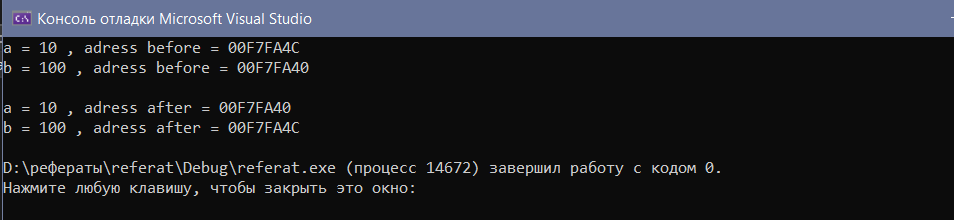 Консоль отладки Microsoft Visual Studio
a = 10 , adress before = 00F7FA4C
b = 100 , adress before = 00F7FA40
a = 10 , adress after = 00F7FA40
b = 100 , adress after = 00F7FA4C
D:\рефераты\referat\Debug\referat.exe (процесс 14672) завершил работу с кодом 0.
Нажмите любую клавишу, чтобы закрыть это окно: